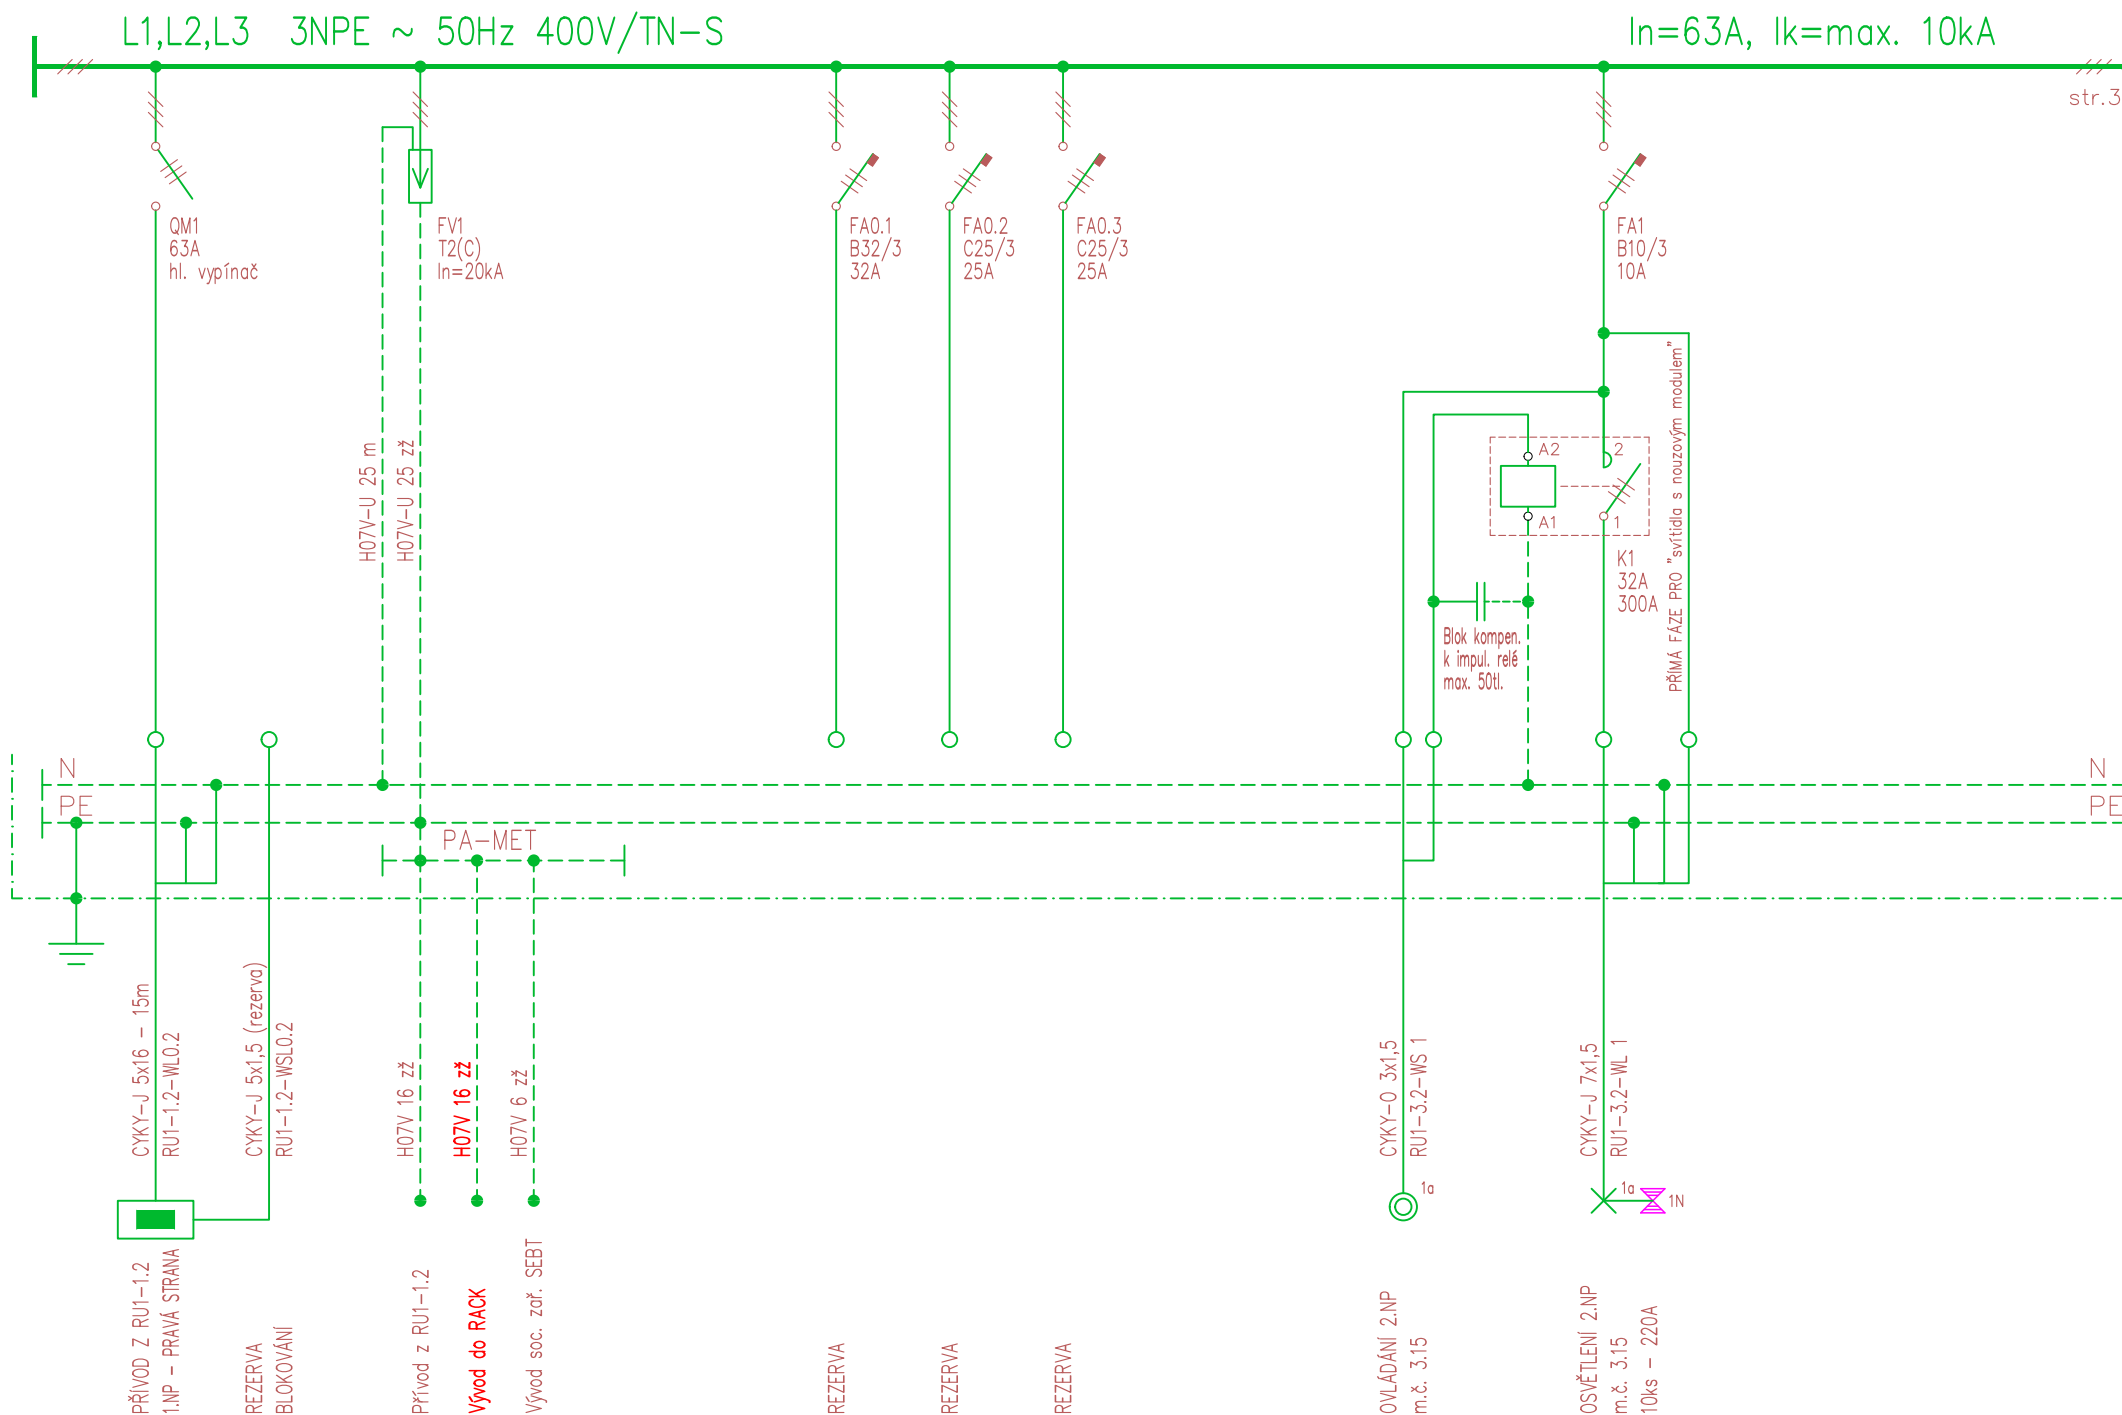 L1,L2,L3 3NPE ~ 50Hz 400V/TN-S
In=63A, Ik=max. 10kA
str.3
QM1
63A
hl. vypínač
FV1
T2(C)
In=20kA
FA0.1
B32/3
32A
FA0.2
C25/3
25A
FA0.3
C25/3
25A
FA1
B10/3
10A
H07V-U 25 m
H07V-U 25 zž
A2
2
A1
1
K1
32A
300A
PŘÍMÁ FÁZE PRO "svítidla s nouzovým modulem"
Blok kompen.
k impul. relé
max. 50tl.
N
N
PE
PE
PA-MET
CYKY-J 5x16 - 15m
RU1-1.2-WL0.2
CYKY-J 5x1,5 (rezerva)
RU1-1.2-WSL0.2
H07V 16 zž
H07V 16 zž
H07V 6 zž
CYKY-O 3x1,5
RU1-3.2-WS 1
CYKY-J 7x1,5
RU1-3.2-WL 1
1a
1a
1N
PŘÍVOD Z RU1-1.2
1.NP - PRAVÁ STRANA
REZERVA
BLOKOVÁNÍ
Přívod z RU1-1.2
Vývod do RACK
Vývod soc. zař. SEBT
REZERVA
REZERVA
REZERVA
OVLÁDÁNÍ 2.NP
m.č. 3.15
OSVĚTLENÍ 2.NP
m.č. 3.15
10ks - 220A